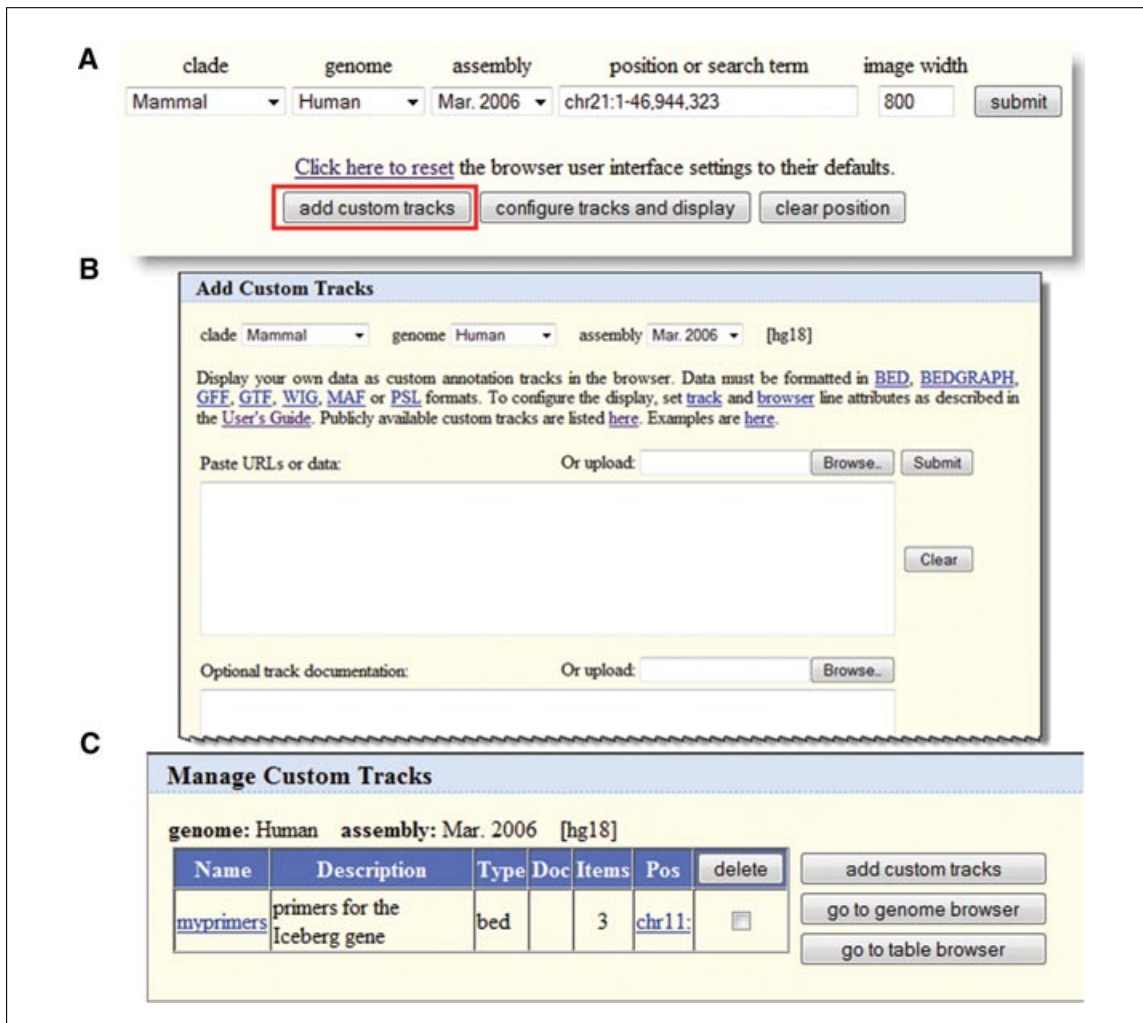 A
clade genome assembly position or search term image width
Mammal Human Mar. 2006 chr21:1-46,944,323 800 submit
Click here to reset the browser user interface settings to their defaults.
add custom tracks configure tracks and display clear position
B
Add Custom Tracks
clade Mammal genome Human assembly Mar. 2006 [hg18]
Display your own data as custom annotation tracks in the browser. Data must be formatted in BED, BEDGRAPH,
GFF, GTF, WIG, MAF or PSL formats. To configure the display, set track and browser line attributes as described in
the User's Guide. Publicly available custom tracks are listed here. Examples are here.
Paste URLs or data: Or upload: Browse... Submit
Clear
Optional track documentation: Or upload: Browse...
C
Manage Custom Tracks
genome: Human assembly: Mar. 2006 [hg18]
Name Description Type Doc Items Pos delete add custom tracks
myprimers primers for the Iceberg gene bed 3 chr11: go to genome browser
go to table browser